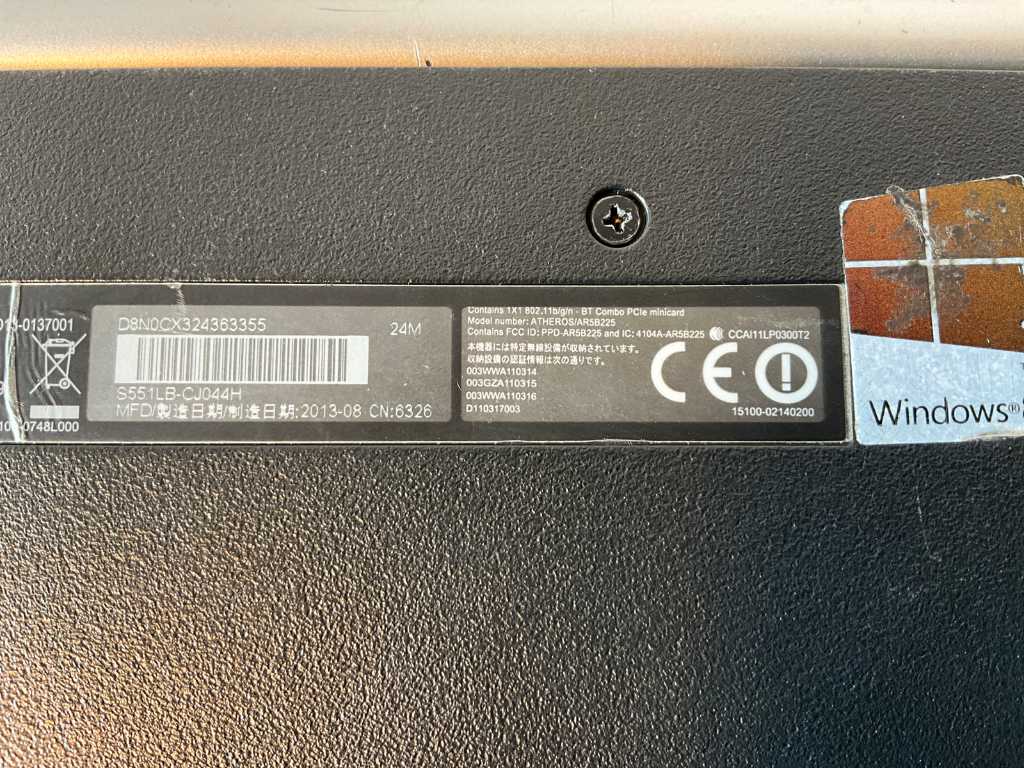 D13-0137001
100-0748L000
D8N0CX324363355
24M
S551LB-CJ044H
MFD/製造日期/制造日期:2013-08 CN:6326
Contains 1X1 802.11b/g/n - BT Combo PCIe minicard
Model number: ATHEROS/AR5B225
Contains FCC ID: PPD-AR5B225 and IC: 4104A-AR5B225
CCAI11LP0300T2
本機器には特定無線設備が収納されています。
収納設備の認証情報は次の通りです。
003WWA110314
003GZA110315
003WWA110316
D110317003
CE
15100-02140200
Windows®